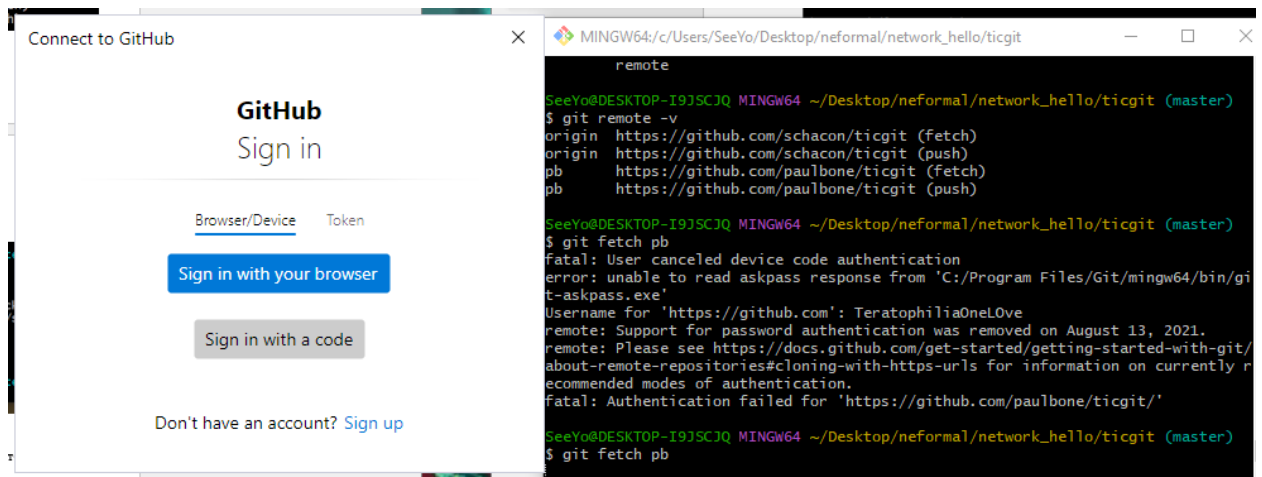 Connect to GitHub
GitHub
Sign in
Browser/Device Token
Sign in with your browser
Sign in with a code
Don't have an account? Sign up
MINGW64:/c/Users/SeeYo/Desktop/neformal/network_hello/ticgit
remote
SeeYo@DESKTOP-I9JSCJQ MINGW64 ~/Desktop/neformal/network_hello/ticgit (master)
$ git remote -v
origin https://github.com/schacon/ticgit (fetch)
origin https://github.com/schacon/ticgit (push)
pb https://github.com/paulbone/ticgit (fetch)
pb https://github.com/paulbone/ticgit (push)
SeeYo@DESKTOP-I9JSCJQ MINGW64 ~/Desktop/neformal/network_hello/ticgit (master)
$ git fetch pb
fatal: User canceled device code authentication
error: unable to read askpass response from 'C:/Program Files/Git/mingw64/bin/gi
t-askpass.exe'
Username for 'https://github.com': TeratophiliaOneLOve
remote: Support for password authentication was removed on August 13, 2021.
remote: Please see https://docs.github.com/get-started/getting-started-with-git/
about-remote-repositories#cloning-with-https-urls for information on currently r
ecommended modes of authentication.
fatal: Authentication failed for 'https://github.com/paulbone/ticgit/'
SeeYo@DESKTOP-I9JSCJQ MINGW64 ~/Desktop/neformal/network_hello/ticgit (master)
$ git fetch pb